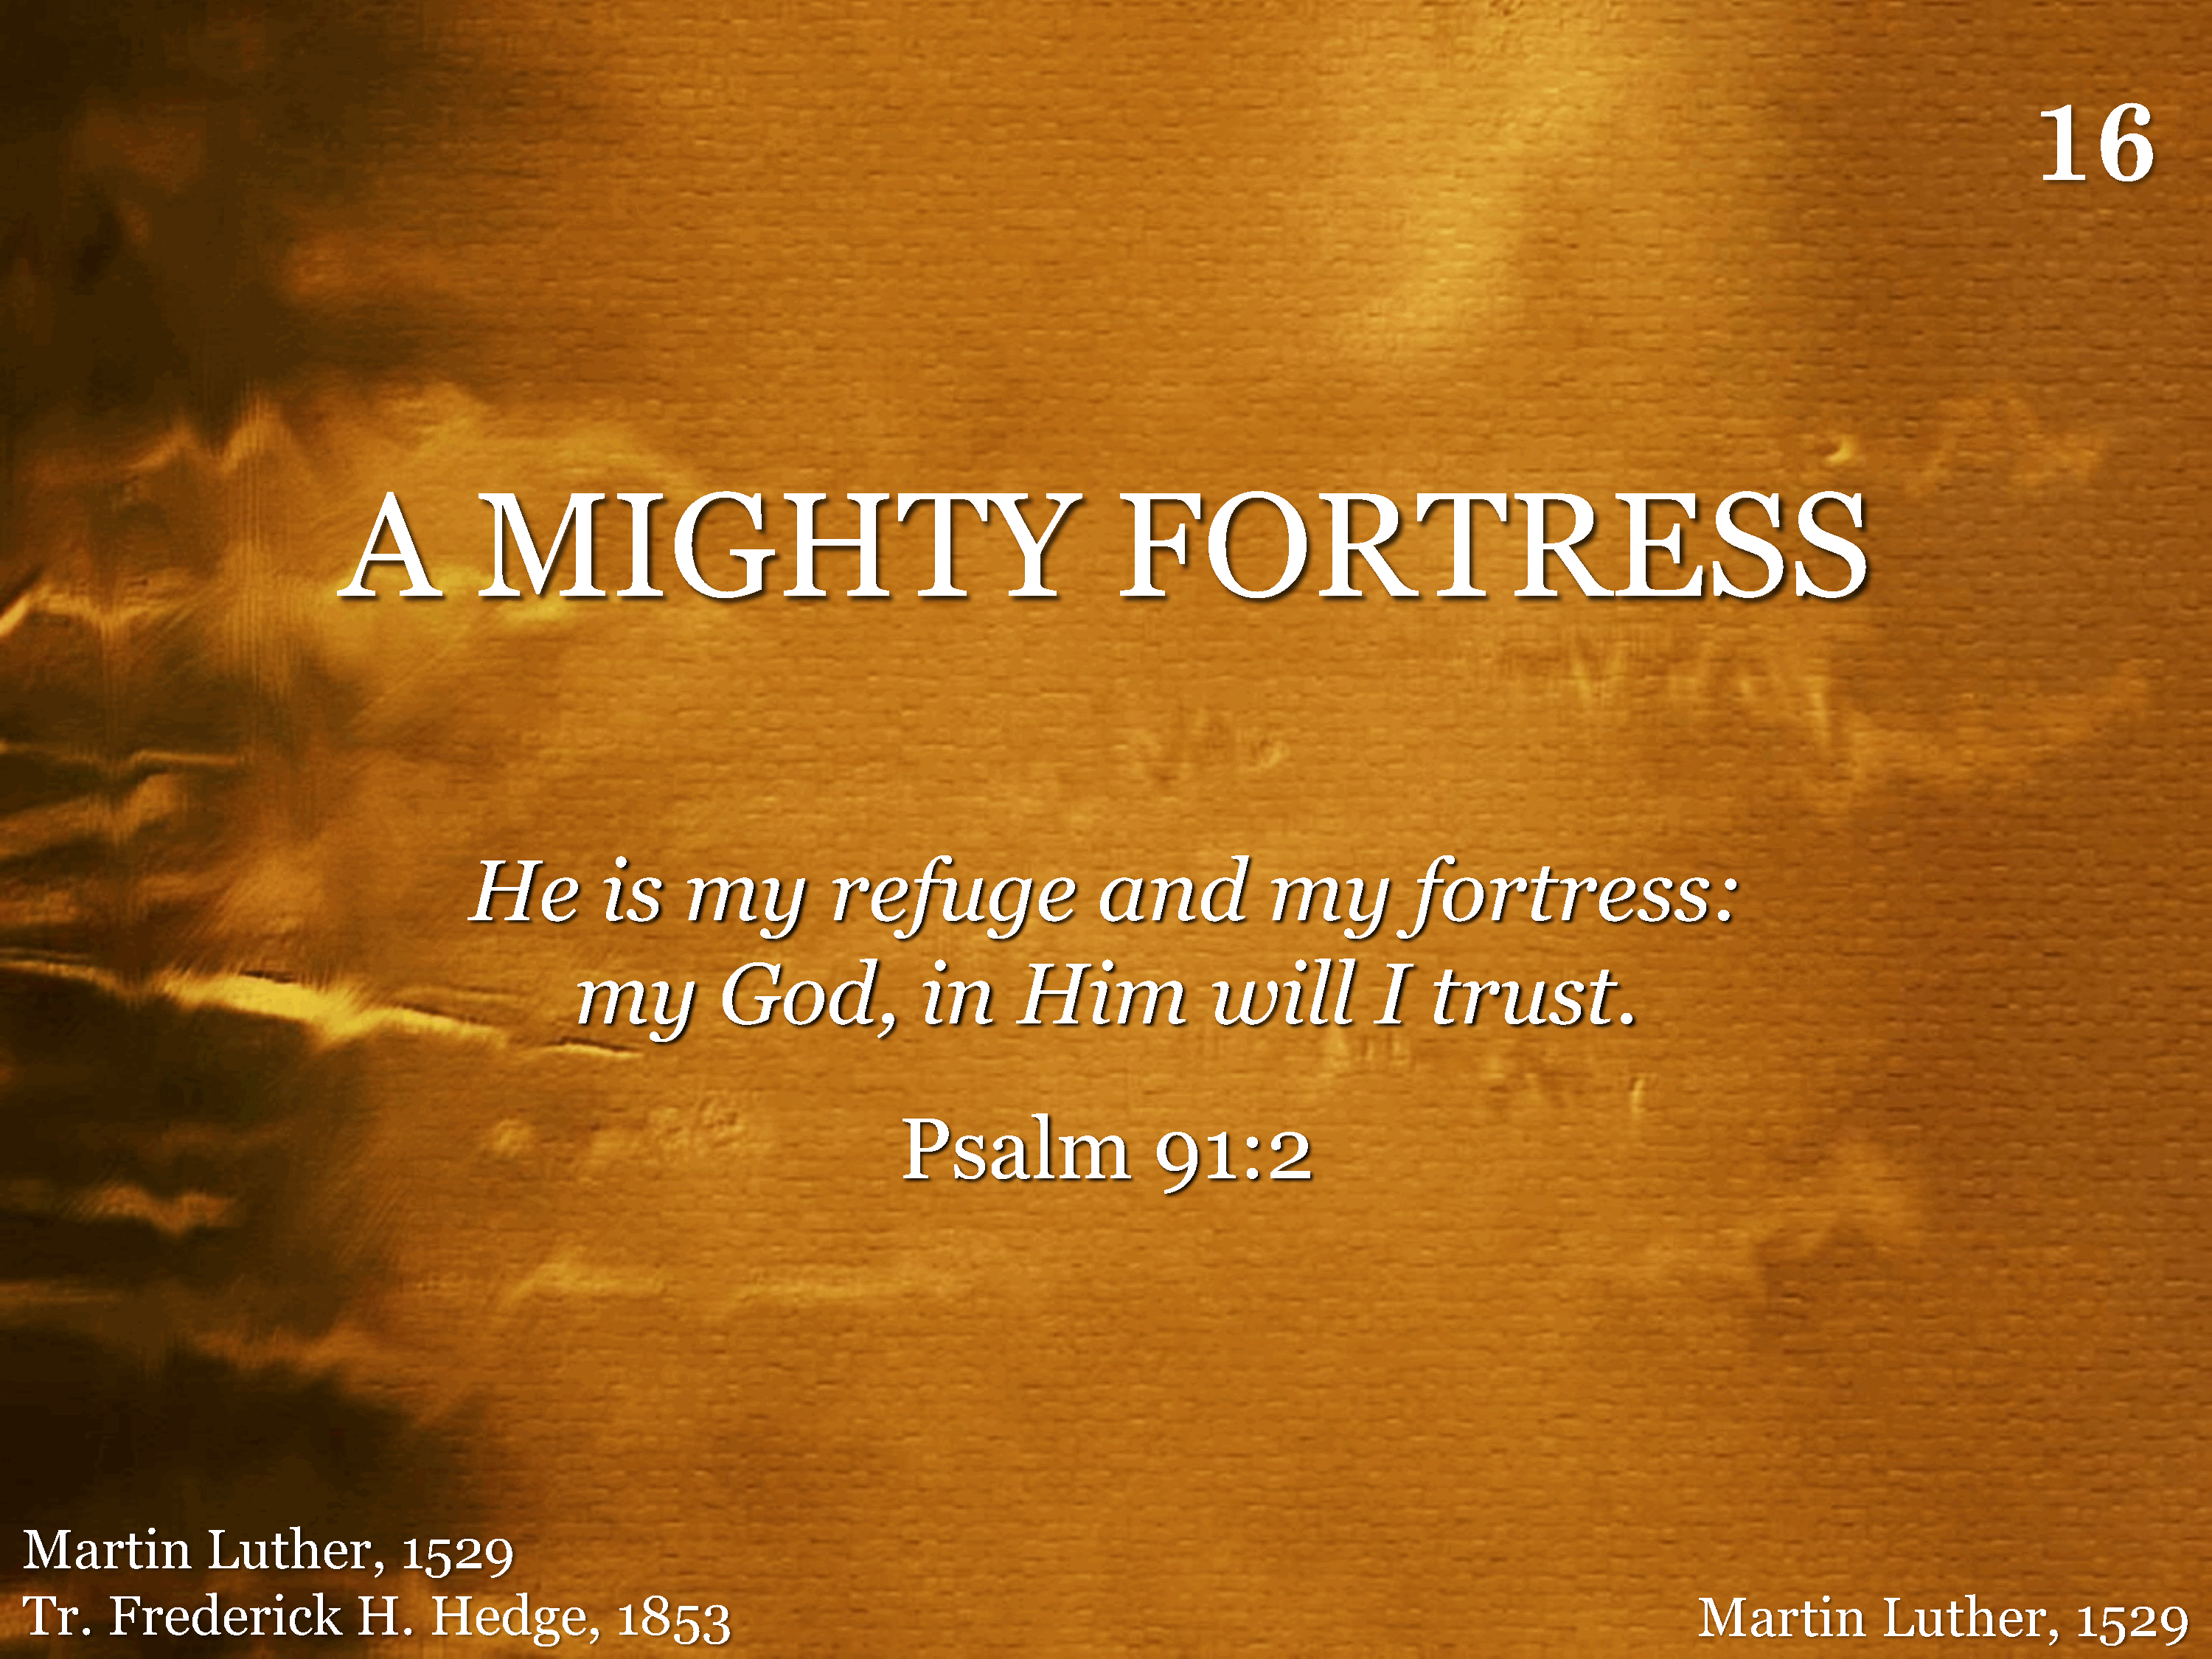 16
A MIGHTY FORTRESS
He is my refuge and my fortress:
my God, in Him will I trust.
Psalm 91:2
Martin Luther, 1529
Tr. Frederick H. Hedge, 1853
Martin Luther, 1529